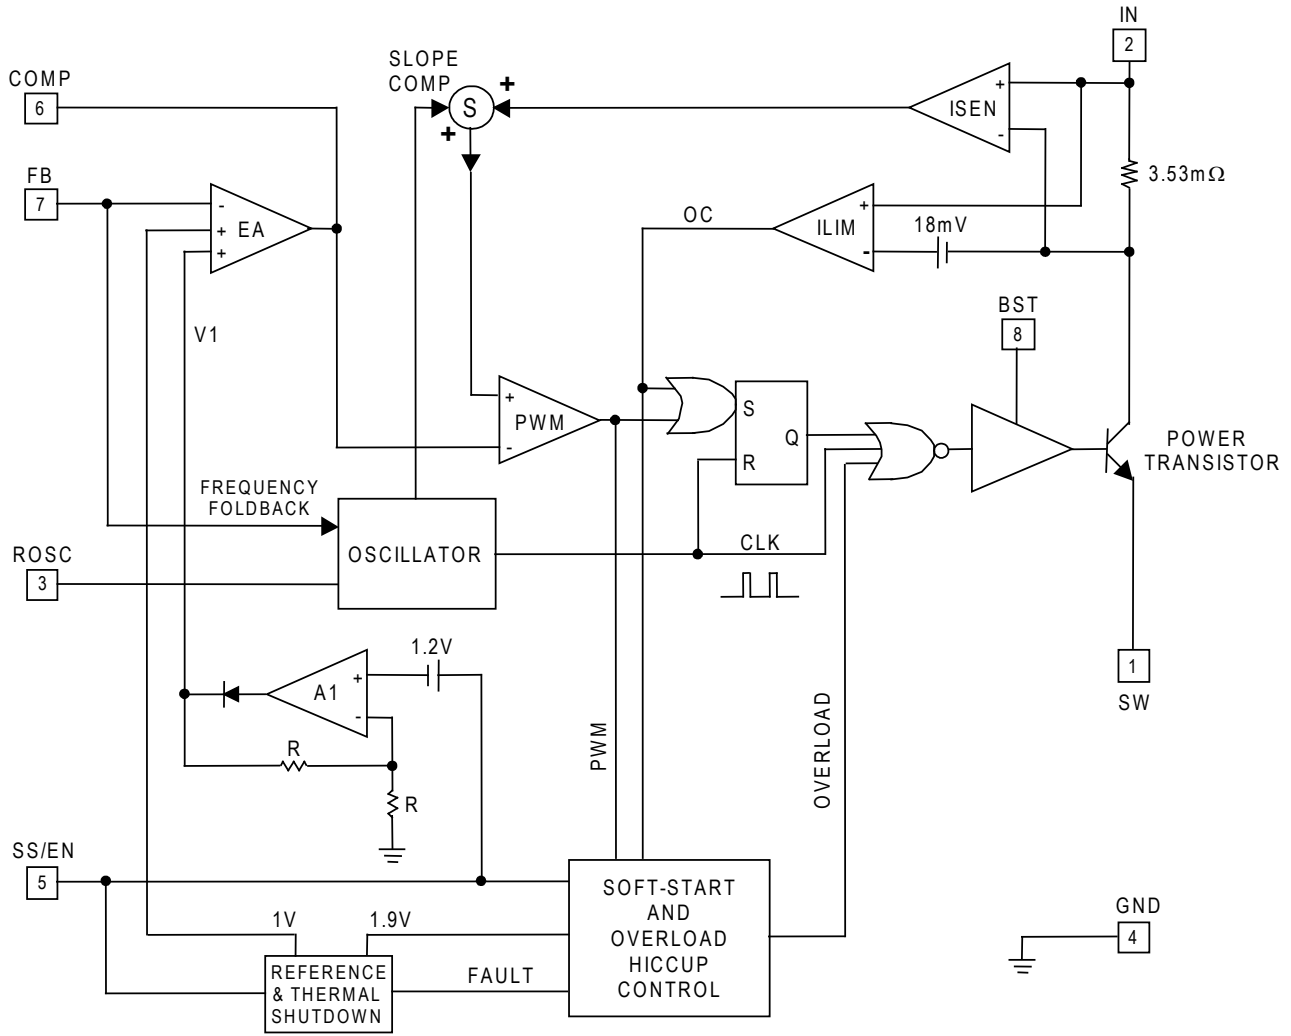 IN
2
SLOPE
COMP
+
S
+
COMP
6
ISEN
+
-
3.53mΩ
FB
7
-
+
+
EA
OC
ILIM
+
-
18mV
V1
BST
8
+
-
PWM
S
Q
R
POWER
TRANSISTOR
FREQUENCY
FOLDBACK
OSCILLATOR
CLK
ROSC
3
1.2V
A1
+
-
R
R
1
SW
PWM
OVERLOAD
SS/EN
5
1V
1.9V
SOFT-START
AND
OVERLOAD
HICCUP
CONTROL
REFERENCE
& THERMAL
SHUTDOWN
FAULT
GND
4